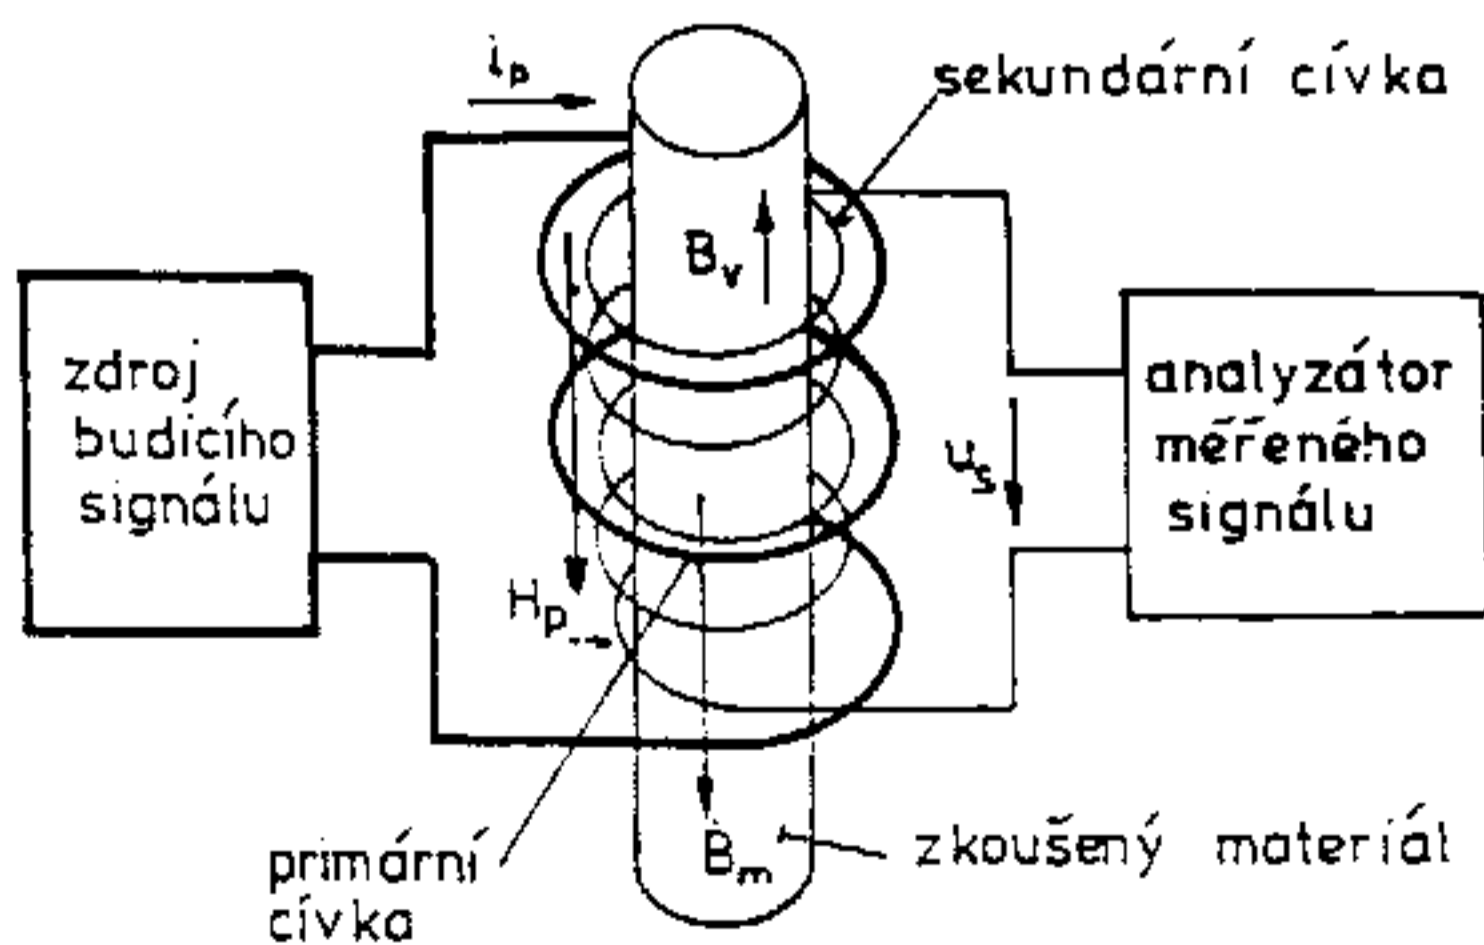 i_p
sekundární cívka
B_v
zdroj
budicího
signálu
analyzátor
měřeného
signálu
u_s
H_p
B_m
primární
cívka
zkoušený materiál